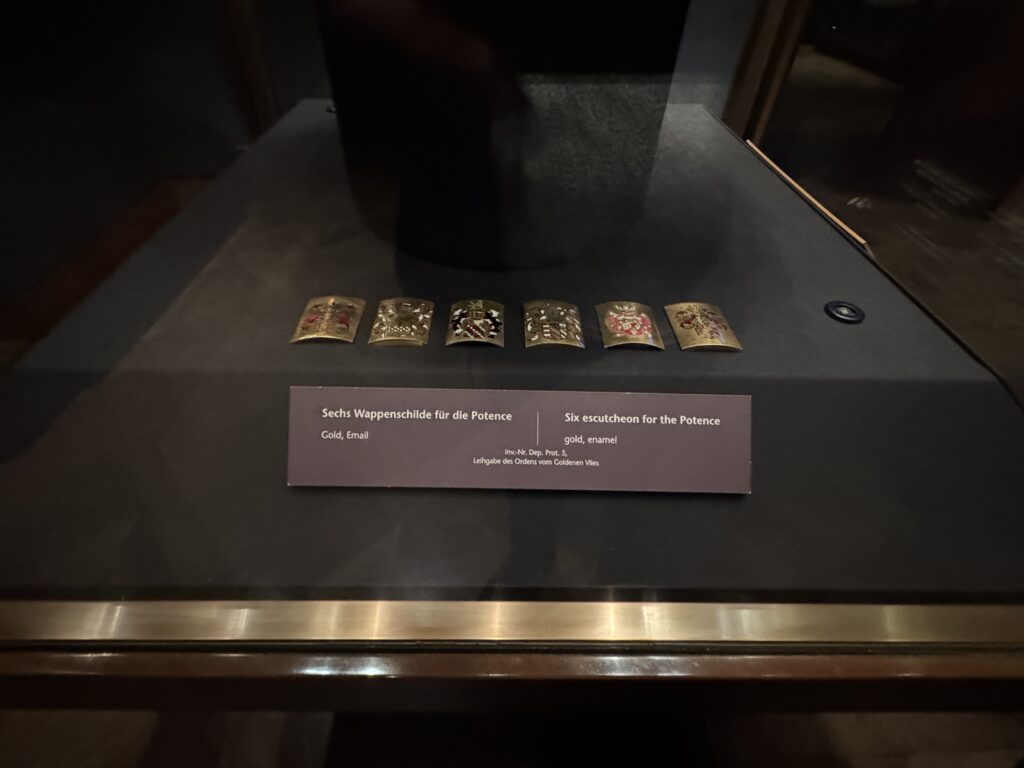 Sechs Wappenschilde für die Potence
Gold, Email
Six escutcheon for the Potence
gold, enamel
Inv.-Nr. Dep. Prot. 5,
Leihgabe des Ordens vom Goldenen Vlies